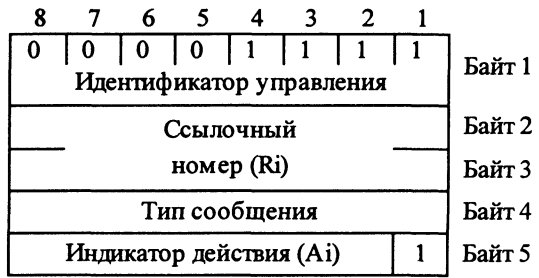 8 7 6 5 4 3 2 1
0 0 0 0 1 1 1 1
Идентификатор управления
Байт 1
Ссылочный
Байт 2
номер (Ri)
Байт 3
Тип сообщения
Байт 4
Индикатор действия (Ai) 1
Байт 5